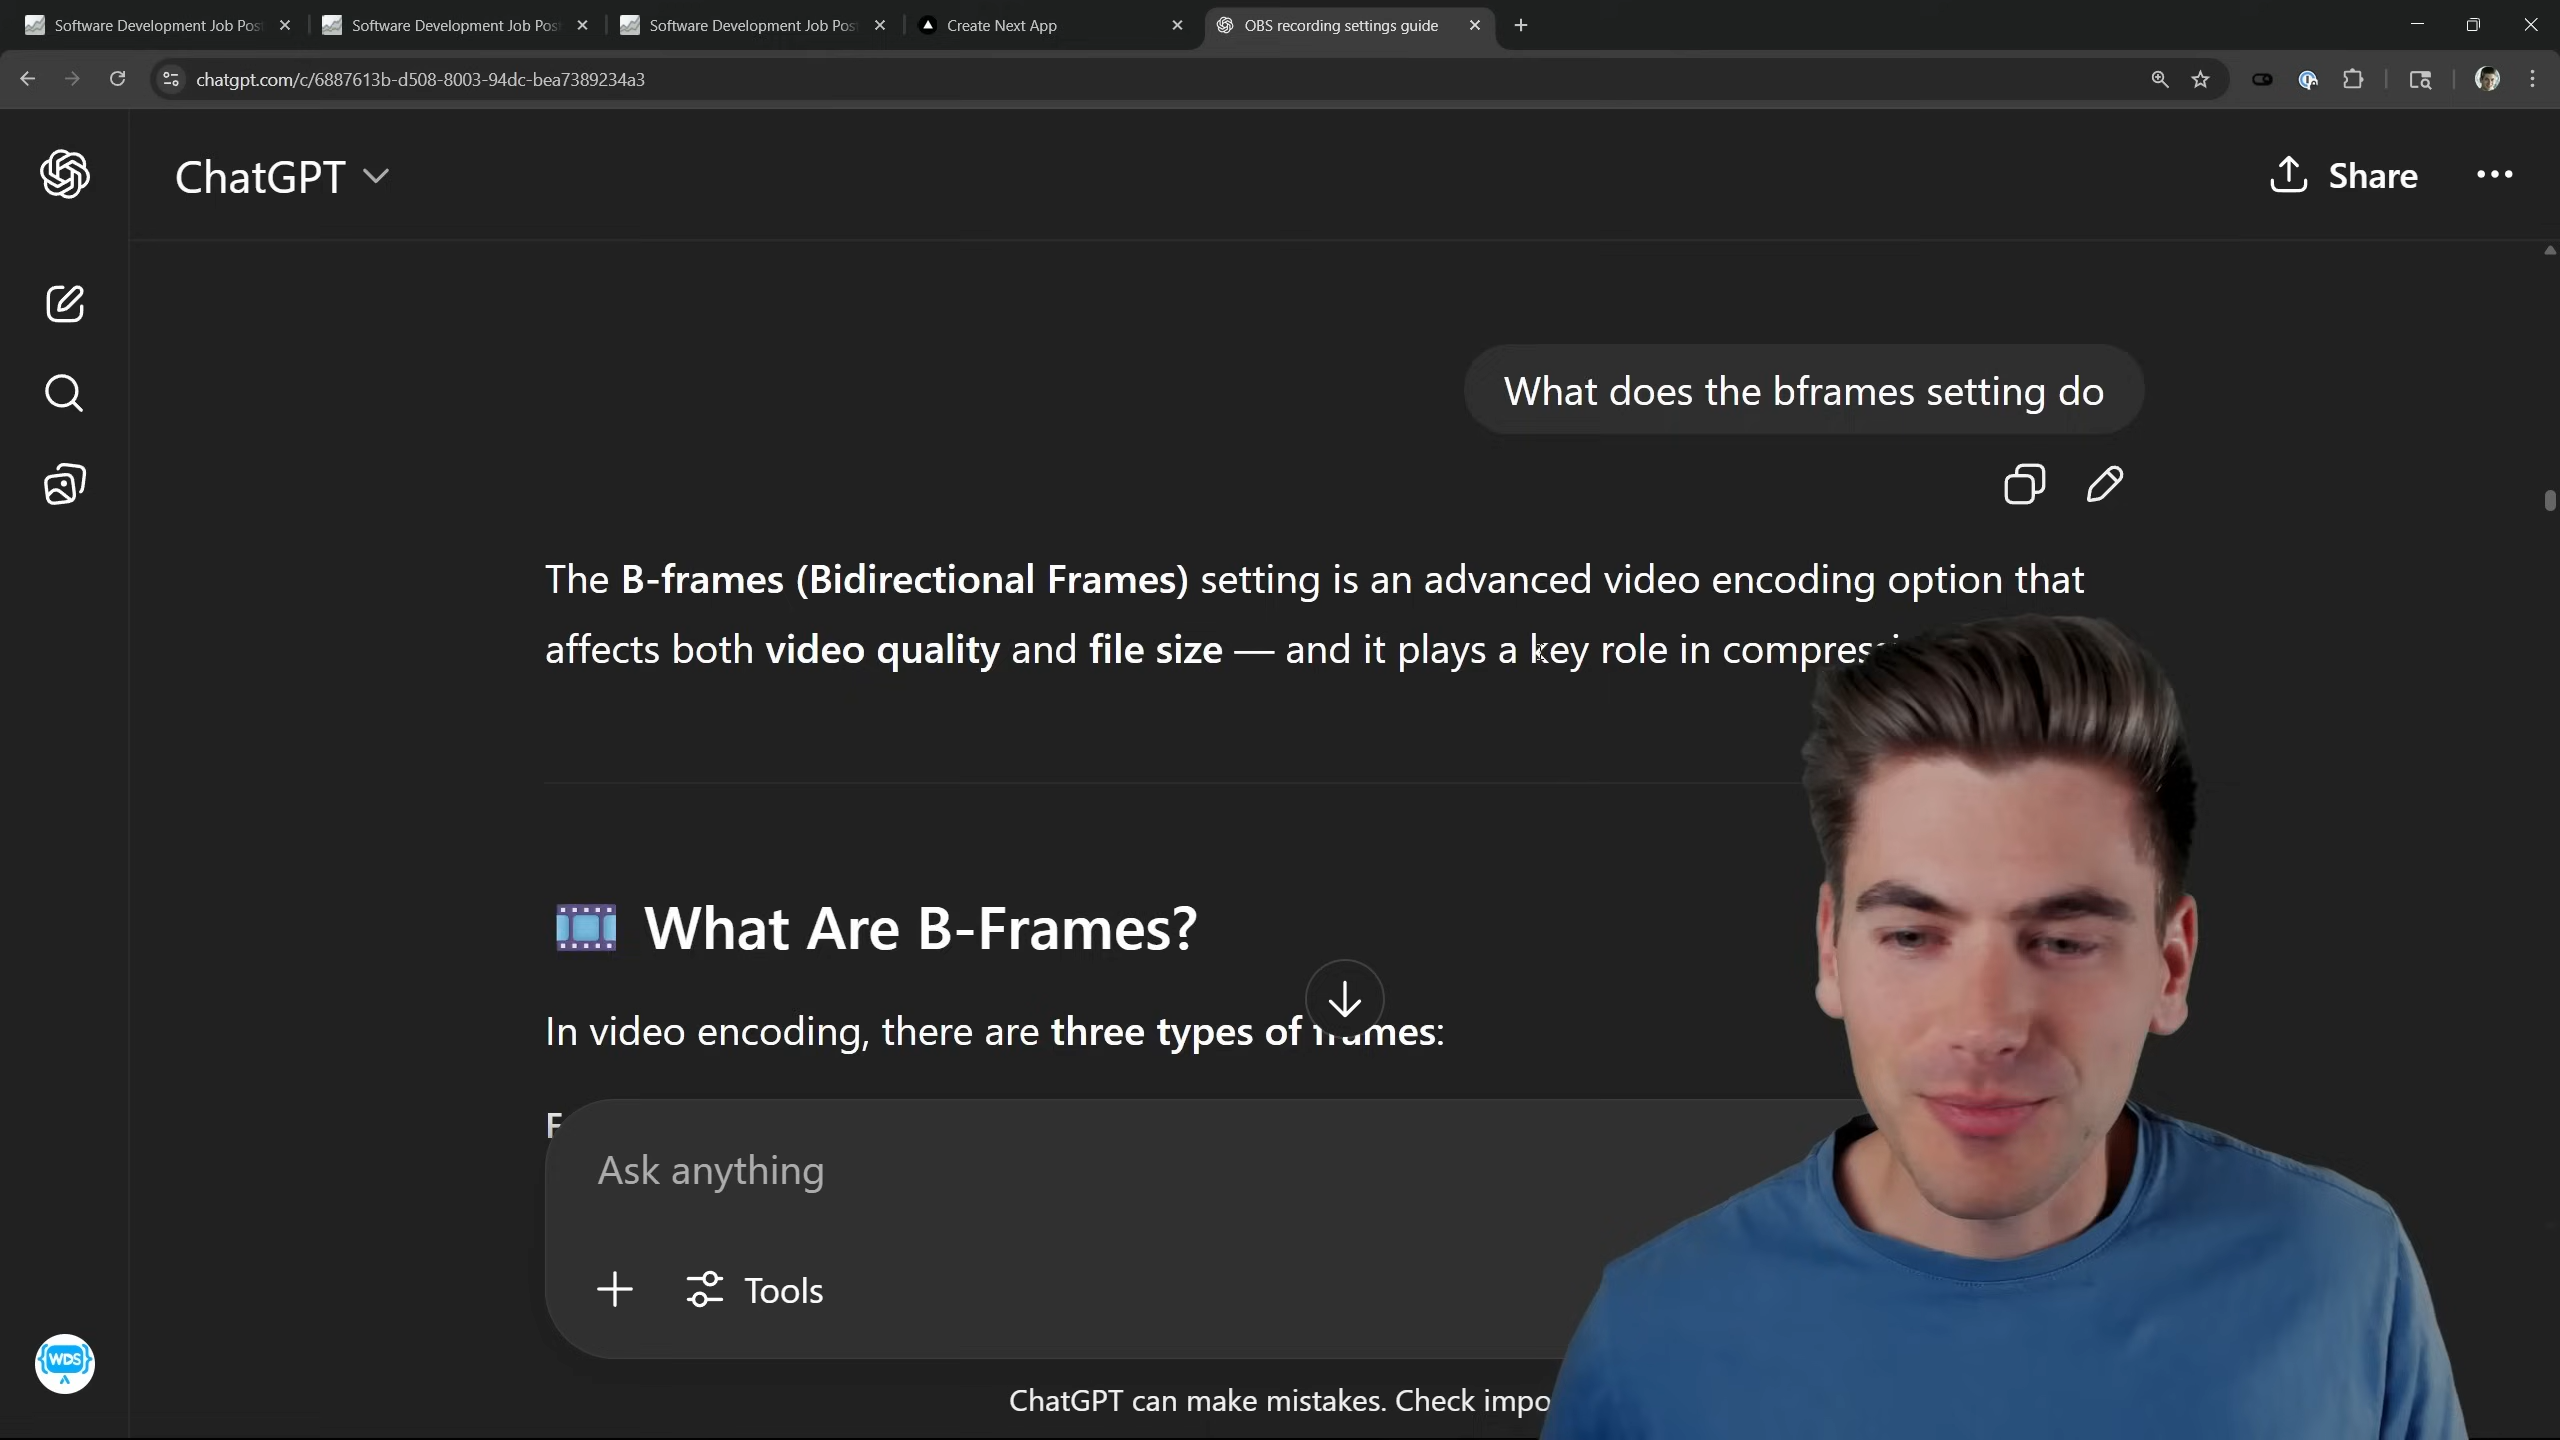 Software Development Job Pos
Software Development Job Pos
Software Development Job Pos
Create Next App
OBS recording settings guide
chatgpt.com/c/6887613b-d508-8003-94dc-bea7389234a3
ChatGPT
Share
What does the bframes setting do
The B-frames (Bidirectional Frames) setting is an advanced video encoding option that
affects both video quality and file size — and it plays a key role in
What Are B-Frames?
In video encoding, there are three types of frames:
Ask anything
Tools
WDS
ChatGPT can make mistakes. Check